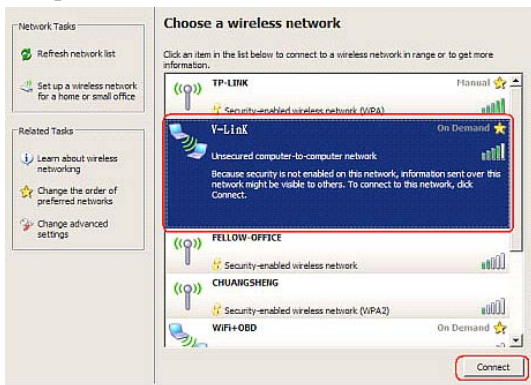 Network Tasks
Refresh network list
Set up a wireless network
for a home or small office
Related Tasks
Learn about wireless
networking
Change the order of
preferred networks
Change advanced
settings
Choose a wireless network
Click an item in the list below to connect to a wireless network in range or to get more
information.
TP-LINK
Manual
Security-enabled wireless network (WPA)
V-LinK
On Demand
Unsecured computer-to-computer network
Because security is not enabled on this network, information sent over this
network might be visible to others. To connect to this network, click
Connect.
FELLOW-OFFICE
Security-enabled wireless network
CHUANGSHENG
Security-enabled wireless network (WPA2)
WiFi+OBD
On Demand
Connect